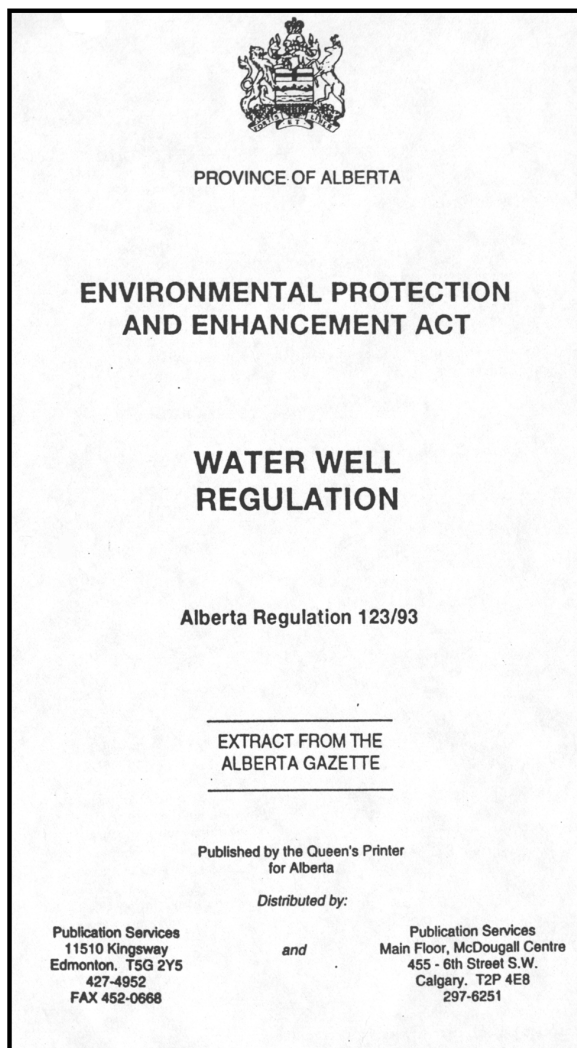 PROVINCE OF ALBERTA
ENVIRONMENTAL PROTECTION
AND ENHANCEMENT ACT
WATER WELL
REGULATION
Alberta Regulation 123/93
EXTRACT FROM THE
ALBERTA GAZETTE
Published by the Queen's Printer
for Alberta
Distributed by:
Publication Services
11510 Kingsway
Edmonton. T5G 2Y5
427-4952
FAX 452-0668
and
Publication Services
Main Floor, McDougall Centre
455 - 6th Street S.W.
Calgary. T2P 4E8
297-6251